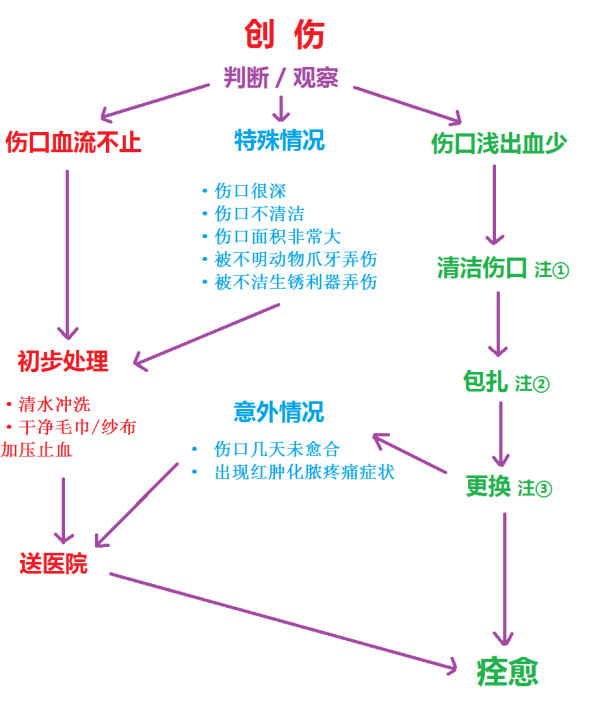 创 伤
判断 / 观察
伤口血流不止
特殊情况
伤口浅出血少
·伤口很深
·伤口不清洁
·伤口面积非常大
·被不明动物爪牙弄伤
·被不洁生锈利器弄伤
清洁伤口 注①
初步处理
·清水冲洗
·干净毛巾/纱布
加压止血
包扎 注②
意外情况
· 伤口几天未愈合
· 出现红肿化脓疼痛症状
更换 注③
送医院
痊愈